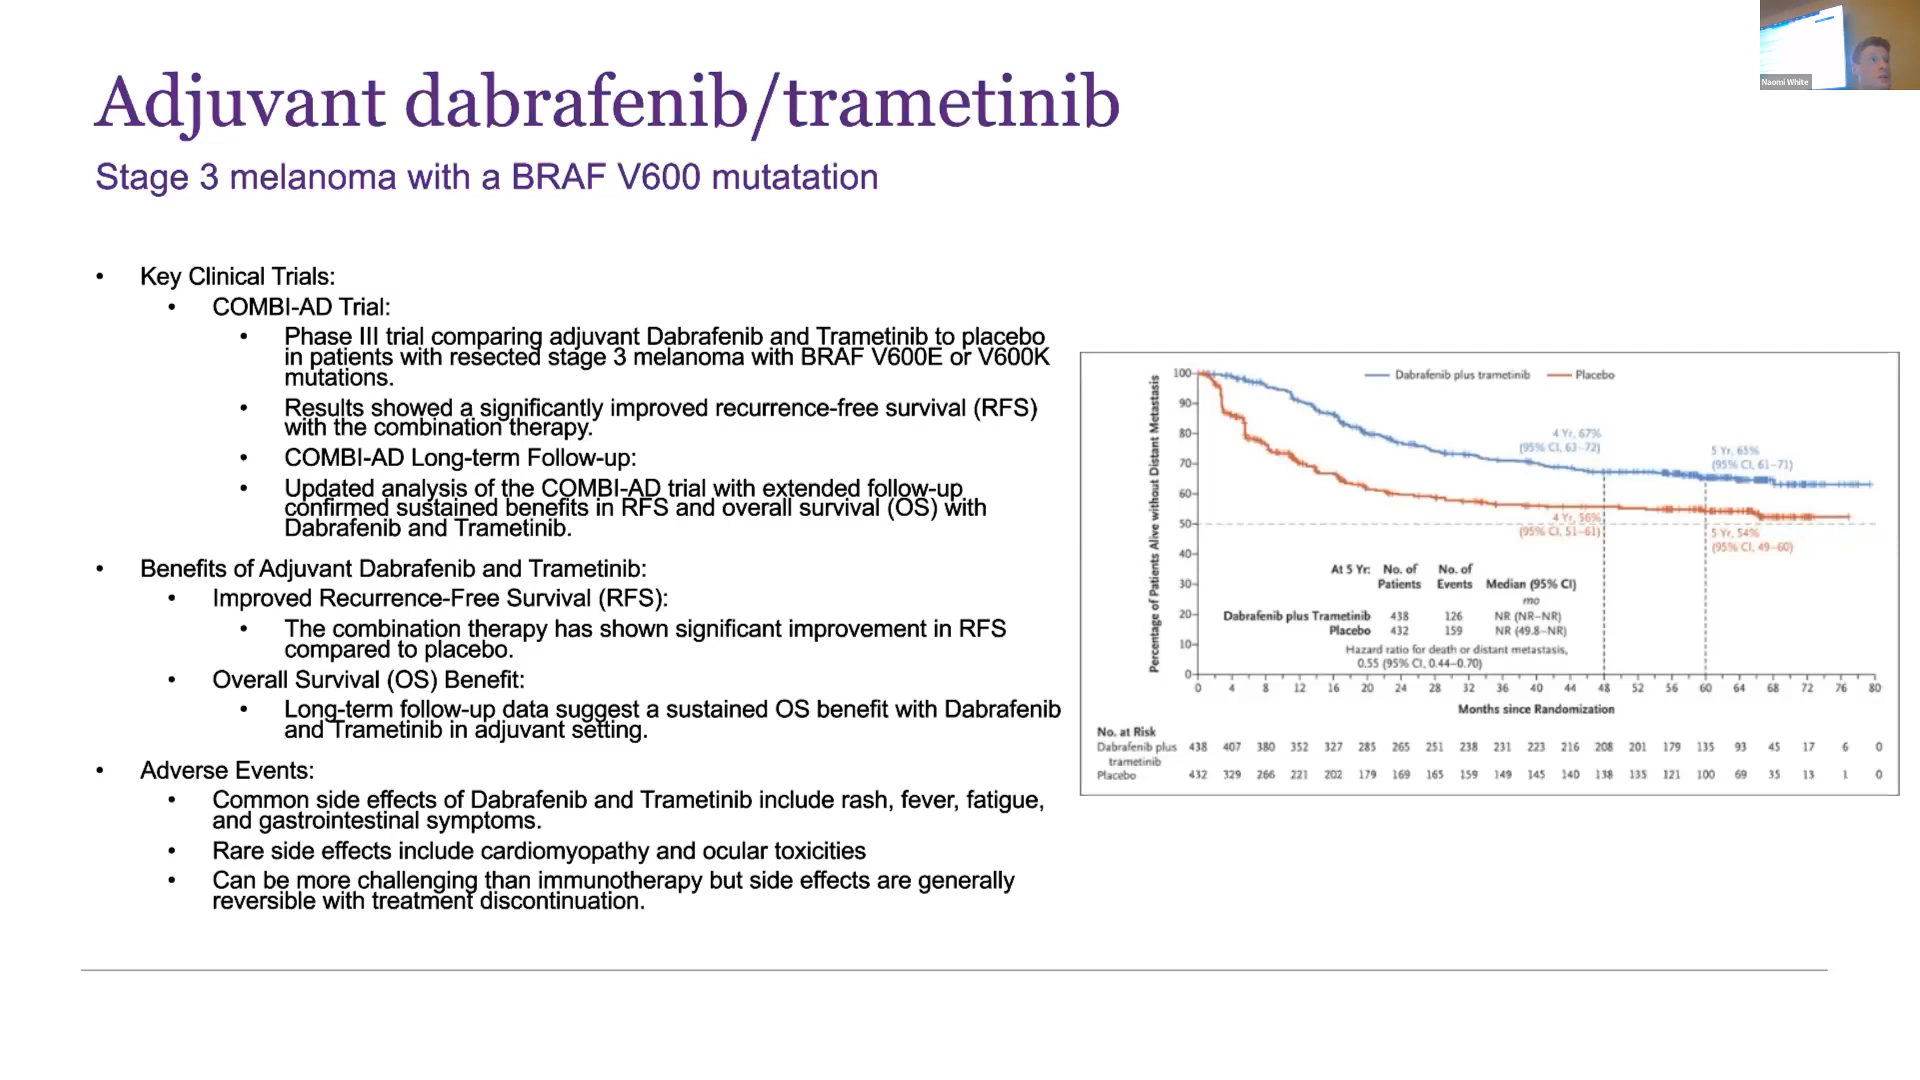 Adjuvant dabrafenib/trametinib
Naomi White
Stage 3 melanoma with a BRAF V600 mutatation
• Key Clinical Trials:
• COMBI-AD Trial:
• Phase III trial comparing adjuvant Dabrafenib and Trametinib to placebo
in patients with resected stage 3 melanoma with BRAF V600E or V600K
mutations.
• Results showed a significantly improved recurrence-free survival (RFS)
with the combination therapy.
• COMBI-AD Long-term Follow-up:
• Updated analysis of the COMBI-AD trial with extended follow-up
confirmed sustained benefits in RFS and overall survival (OS) with
Dabrafenib and Trametinib.
• Benefits of Adjuvant Dabrafenib and Trametinib:
• Improved Recurrence-Free Survival (RFS):
• The combination therapy has shown significant improvement in RFS
compared to placebo.
• Overall Survival (OS) Benefit:
• Long-term follow-up data suggest a sustained OS benefit with Dabrafenib
and Trametinib in adjuvant setting.
• Adverse Events:
• Common side effects of Dabrafenib and Trametinib include rash, fever, fatigue,
and gastrointestinal symptoms.
• Rare side effects include cardiomyopathy and ocular toxicities
• Can be more challenging than immunotherapy but side effects are generally
reversible with treatment discontinuation.
Percentage of Patients Alive without Distant Metastasis
100
90
80
70
60
50
40
30
20
10
0
Dabrafenib plus trametinib Placebo
4 Yr, 67%
(95% CI, 63–72)
5 Yr, 65%
(95% CI, 61–71)
4 Yr, 56%
(95% CI, 51–61)
5 Yr, 54%
(95% CI, 49–60)
At 5 Yr: No. of Patients No. of Events Median (95% CI)
mo
Dabrafenib plus Trametinib 438 126 NR (NR–NR)
Placebo 432 159 NR (49.8–NR)
Hazard ratio for death or distant metastasis,
0.55 (95% CI, 0.44–0.70)
0 4 8 12 16 20 24 28 32 36 40 44 48 52 56 60 64 68 72 76 80
Months since Randomization
No. at Risk
Dabrafenib plus trametinib 438 407 380 352 327 285 265 251 238 231 223 216 208 201 179 135 93 45 17 6 0
Placebo 432 329 266 221 202 179 169 165 159 149 145 140 138 135 121 100 69 35 13 1 0